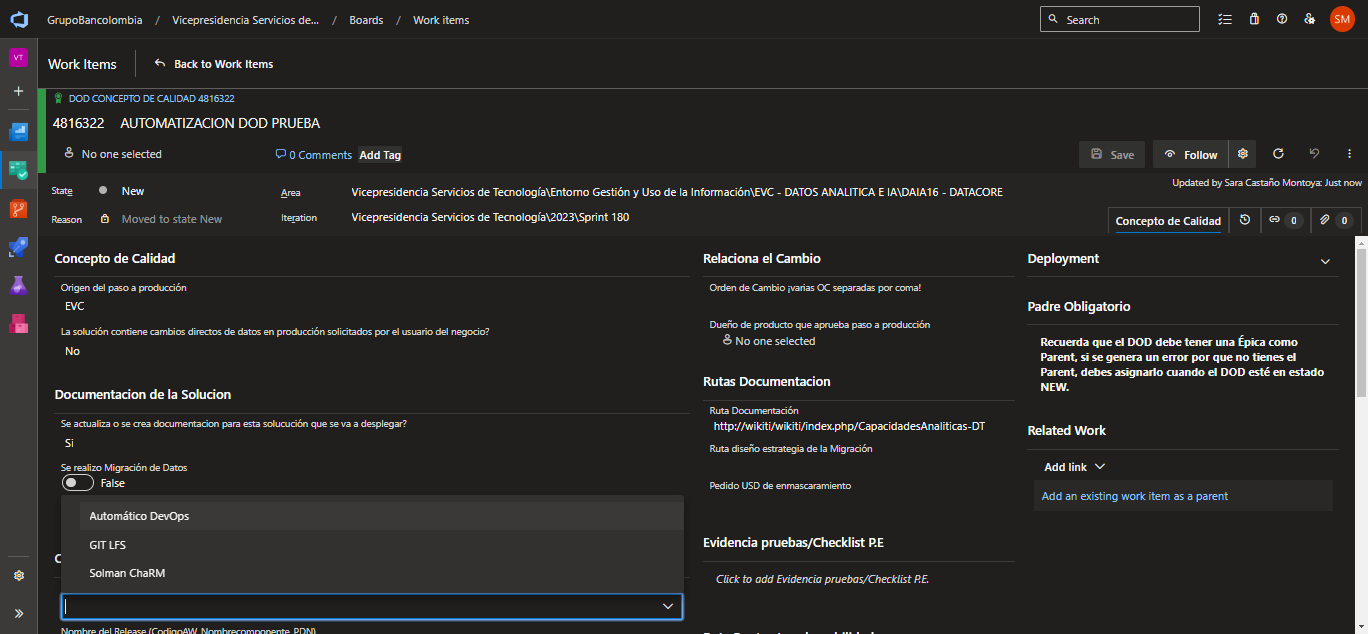 GrupoBancolombia / Vicepresidencia Servicios de... / Boards / Work items
Search
SM
VT
Work Items
Back to Work Items
DOD CONCEPTO DE CALIDAD 4816322
4816322 AUTOMATIZACION DOD PRUEBA
No one selected
0 Comments
Add Tag
Save
Follow
State
New
Area
Vicepresidencia Servicios de Tecnología\Entorno Gestión y Uso de la Información\EVC - DATOS ANALITICA E IA\DAIA16 - DATACORE
Updated by Sara Castaño Montoya: Just now
Reason
Moved to state New
Iteration
Vicepresidencia Servicios de Tecnología\2023\Sprint 180
Concepto de Calidad
0
0
Concepto de Calidad
Origen del paso a producción
EVC
La solución contiene cambios directos de datos en producción solicitados por el usuario del negocio?
No
Documentacion de la Solucion
Se actualiza o se crea documentacion para esta solucución que se va a desplegar?
Si
Se realizo Migración de Datos
False
Automático DevOps
GIT LFS
Solman ChaRM
Nombre del Release (CodigoAW_Nombrecomponente_PDN)
Relaciona el Cambio
Orden de Cambio ¡varias OC separadas por coma!
Dueño de producto que aprueba paso a producción
No one selected
Rutas Documentacion
Ruta Documentación
http://wikiti/wikiti/index.php/CapacidadesAnaliticas-DT
Ruta diseño estrategia de la Migración
Pedido USD de enmascaramiento
Evidencia pruebas/Checklist P.E
Click to add Evidencia pruebas/Checklist P.E.
Deployment
Padre Obligatorio
Recuerda que el DOD debe tener una Épica como
Parent, si se genera un error por que no tienes el
Parent, debes asignarlo cuando el DOD esté en estado
NEW.
Related Work
Add link
Add an existing work item as a parent